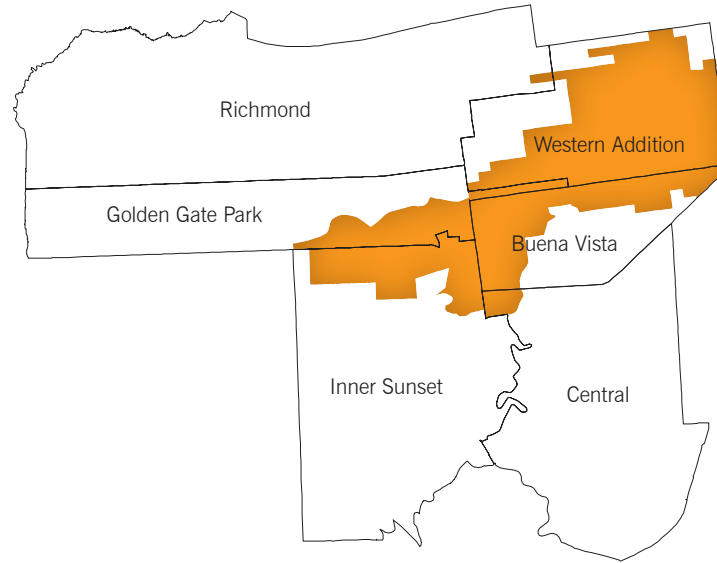 Richmond
Western Addition
Golden Gate Park
Buena Vista
Inner Sunset
Central